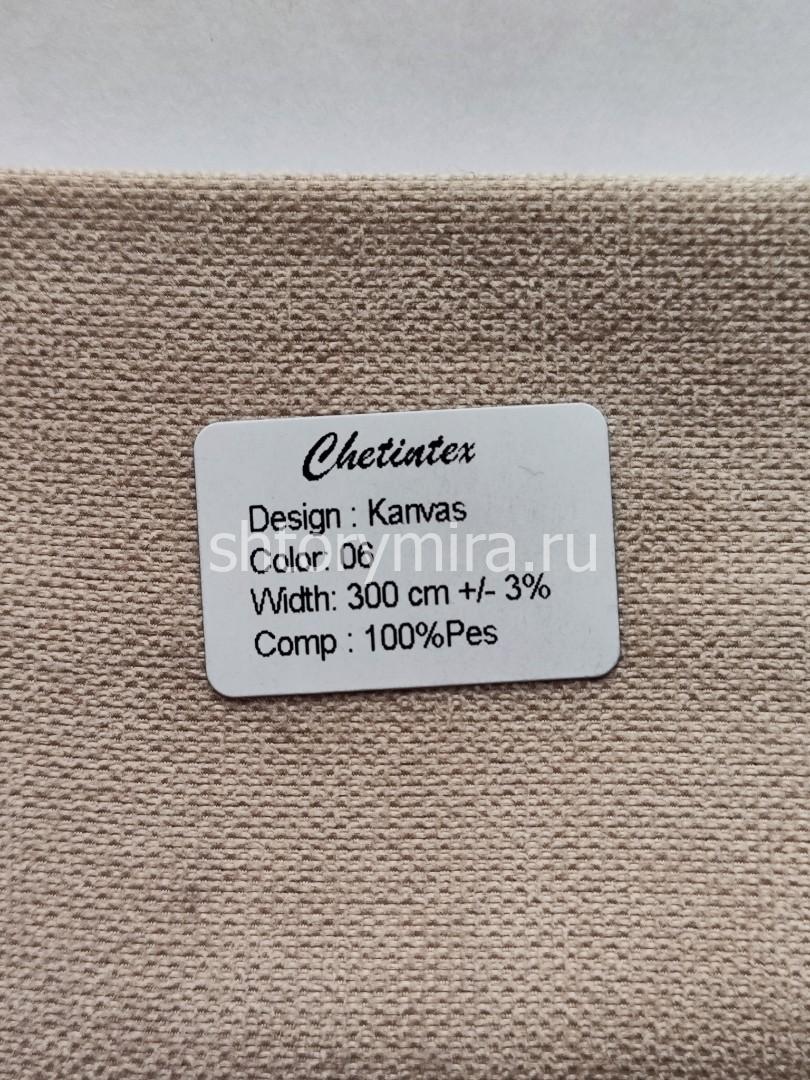 Chetintex
Design : Kanvas
shtorymira.ru
Color: 06
Width: 300 cm +/- 3%
Comp : 100%Pes